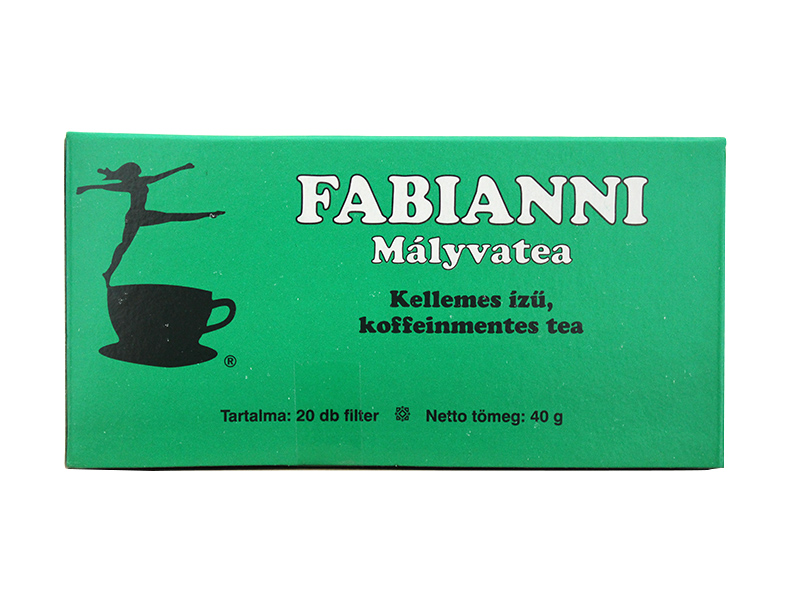 FABIANNI
Mályvatea
Kellemes ízű,
koffeinmentes tea
®
Tartalma: 20 db filter Netto tömeg: 40 g